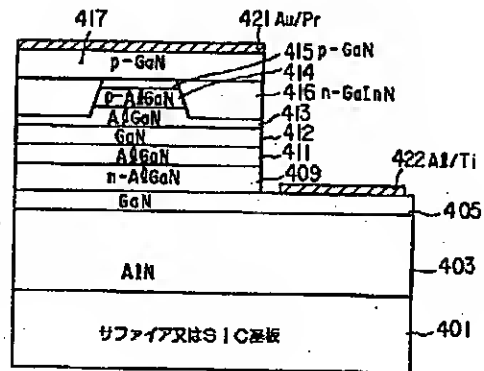 417
421 Au/Pr
p-GaN
415 p-GaN
414
p-AlGaN
416 n-GaInN
AlGaN
413
GaN
412
AlGaN
411
n-AlGaN
409
422 Al/Ti
GaN
405
AlN
403
サファイア又はSiC基板
401